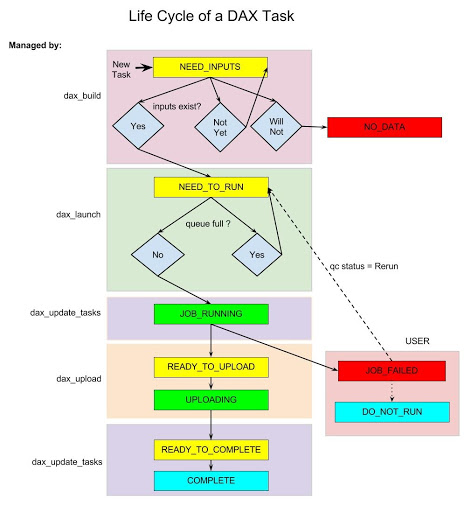 Life Cycle of a DAX Task
Managed by:
New
Task
NEED_INPUTS
dax_build
inputs exist?
Yes
Not
Yet
Will
Not
NO_DATA
NEED_TO_RUN
dax_launch
queue full ?
No
Yes
qc status = Rerun
dax_update_tasks
JOB_RUNNING
USER
READY_TO_UPLOAD
JOB_FAILED
dax_upload
UPLOADING
DO_NOT_RUN
READY_TO_COMPLETE
dax_update_tasks
COMPLETE